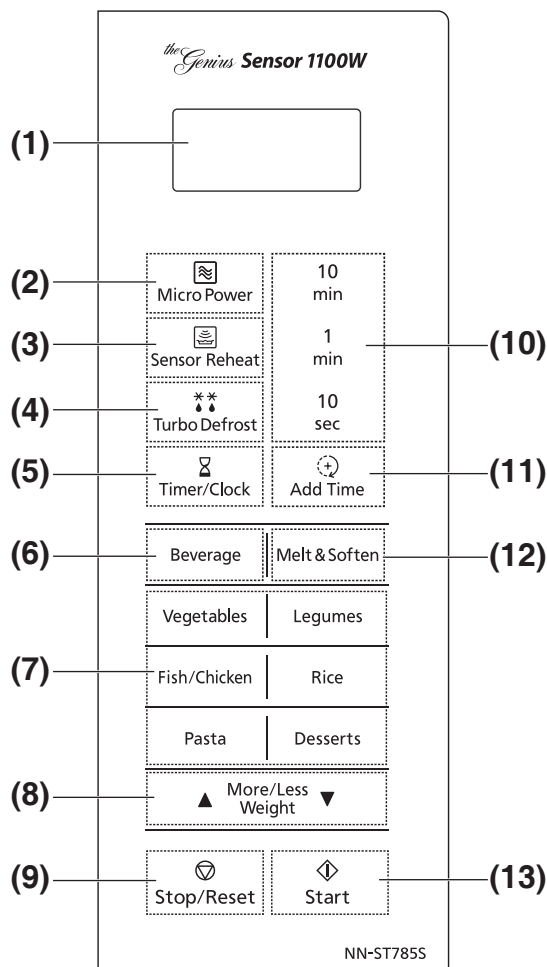 the Genius Sensor 1100W
(1)
(2)
Micro Power
10
min
(3)
Sensor Reheat
1
min
(10)
(4)
Turbo Defrost
10
sec
(5)
Timer/Clock
Add Time
(11)
(6)
Beverage
Melt & Soften
(12)
Vegetables
Legumes
(7)
Fish/Chicken
Rice
Pasta
Desserts
(8)
▲ More/Less ▼
Weight
(9)
Stop/Reset
Start
(13)
NN-ST785S